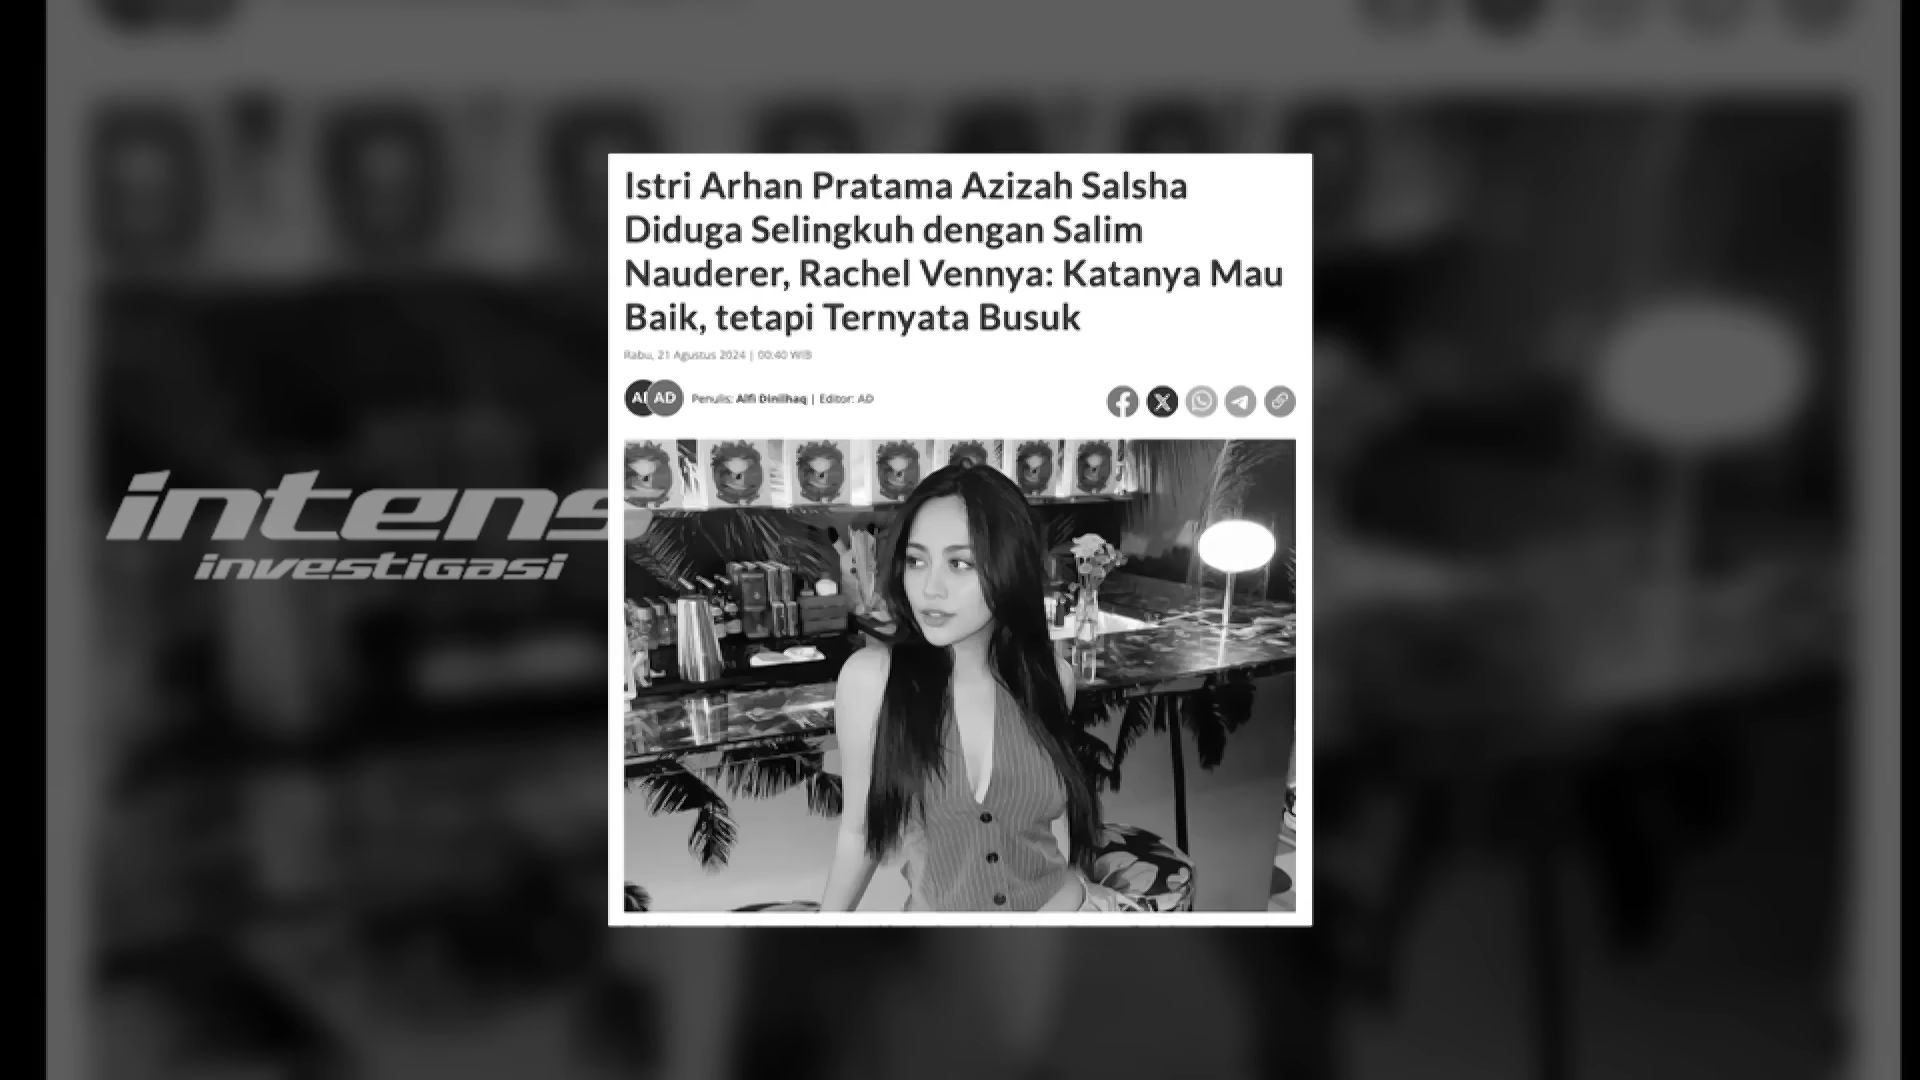 Istri Arhan Pratama Azizah Salsha
Diduga Selingkuh dengan Salim
Nauderer, Rachel Vennya: Katanya Mau
Baik, tetapi Ternyata Busuk
Rabu, 21 Agustus 2024 | 00:40 WIB
AD
Penulis: Alfi Dinilhaq | Editor: AD
intens
investigasi